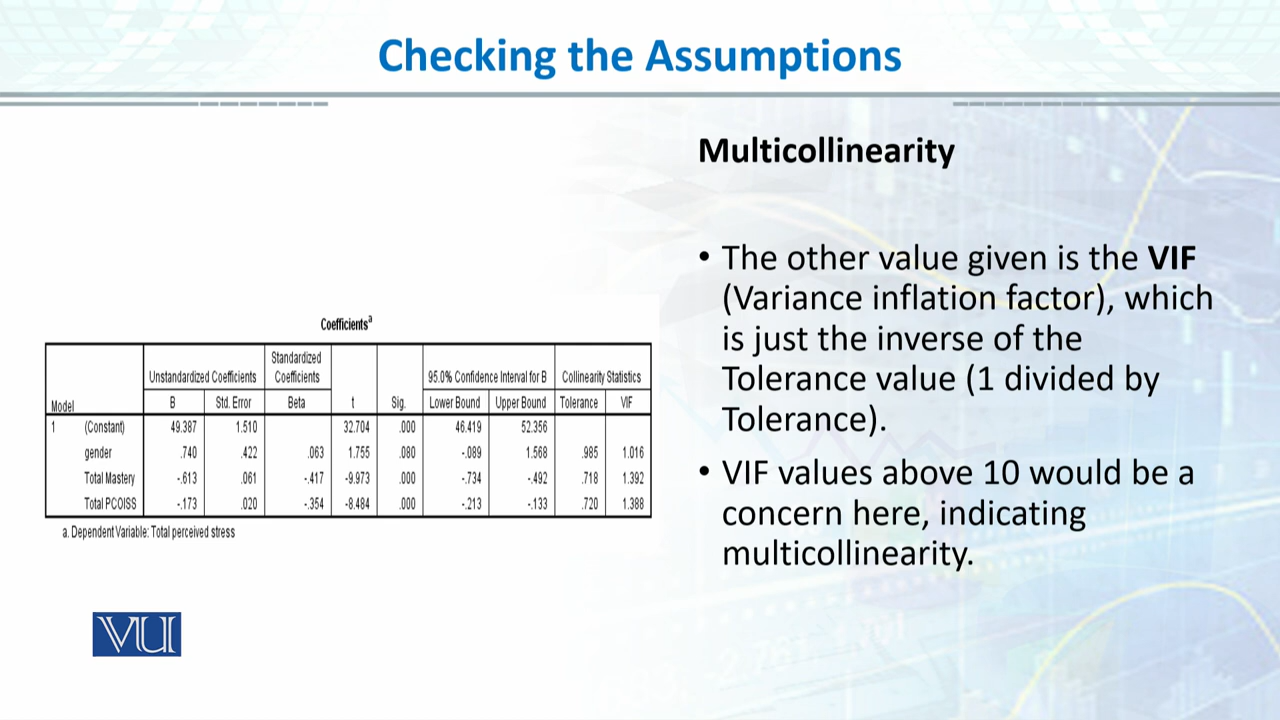 Checking the Assumptions
Multicollinearity
• The other value given is the VIF
(Variance inflation factor), which
is just the inverse of the
Tolerance value (1 divided by
Tolerance).
• VIF values above 10 would be a
concern here, indicating
multicollinearity.
Coefficientsa
Model Unstandardized Coefficients Standardized Coefficients t Sig. 95.0% Confidence Interval for B Collinearity Statistics
B Std. Error Beta Lower Bound Upper Bound Tolerance VIF
1 (Constant) 49.387 1.510 32.704 .000 46.419 52.356
gender .740 .422 .063 1.755 .080 -.089 1.568 .985 1.016
Total Mastery -.613 .061 -.417 -9.973 .000 -.734 -.492 .718 1.392
Total PCOISS -.173 .020 -.354 -8.484 .000 -.213 -.133 .720 1.388
a. Dependent Variable: Total perceived stress
VU